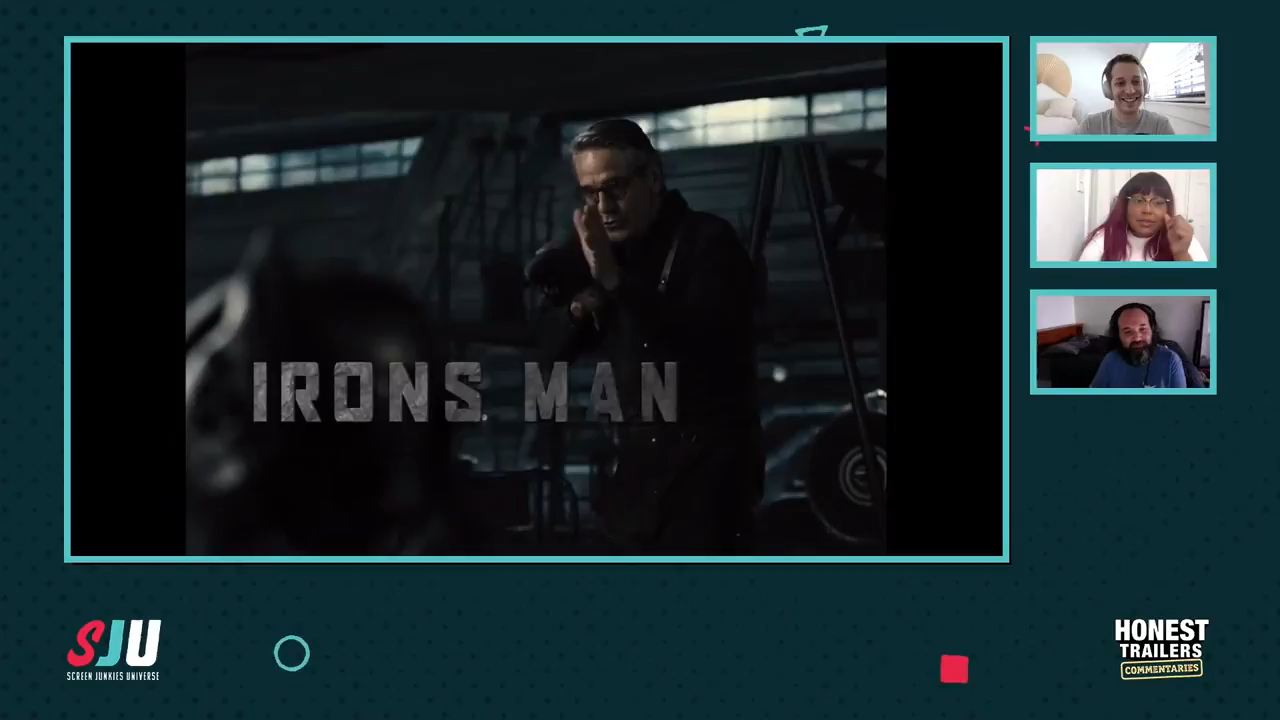 IRONS MAN
SJU
SCREEN JUNKIES UNIVERSE
HONEST
TRAILERS
COMMENTARIES